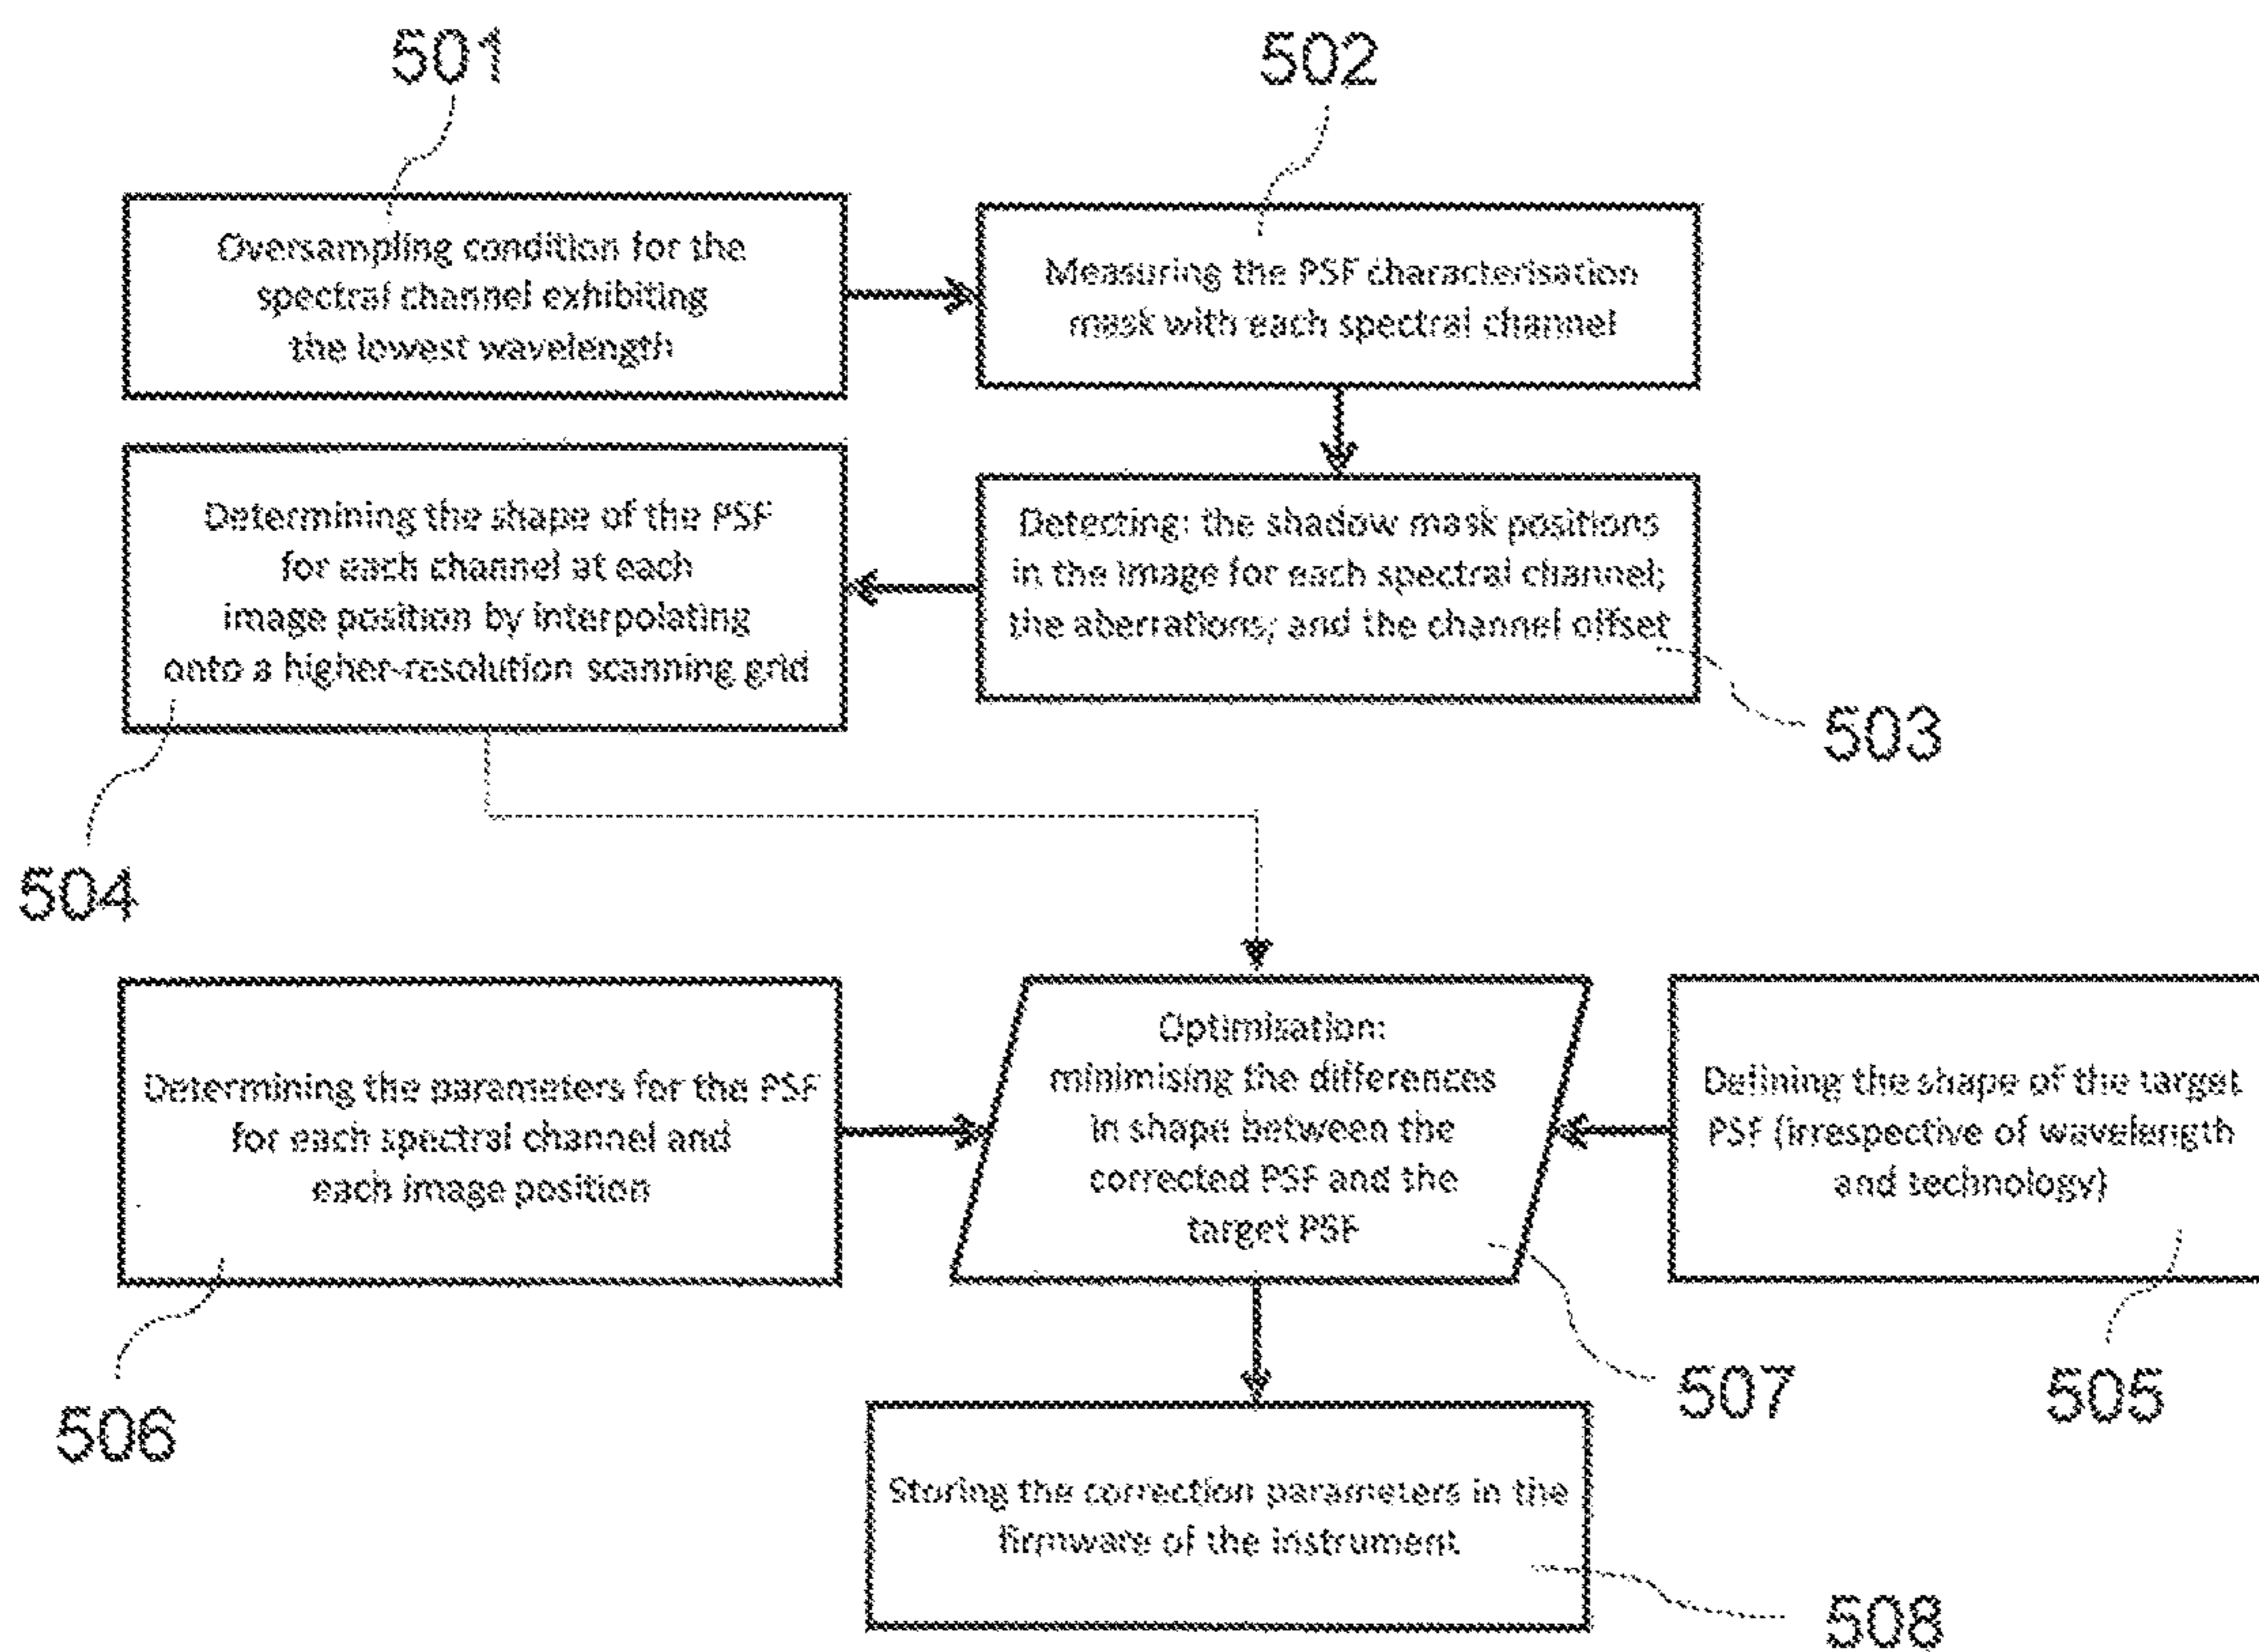 501
502
Oversampling condition for the
spectral channel exhibiting
the lowest wavelength
Measuring the PSF characterisation
mask with each spectral channel
Determining the shape of the PSF
for each channel at each
image position by interpolating
onto a higher-resolution scanning grid
Detecting: the shadow mask positions
in the image for each spectral channel;
the aberrations; and the channel offset
503
504
Determining the parameters for the PSF
for each spectral channel and
each image position
Optimisation:
minimising the differences
in shape between the
corrected PSF and the
target PSF
Defining the shape of the target
PSF (irrespective of wavelength
and technology)
506
507
505
Storing the correction parameters in the
firmware of the instrument
508